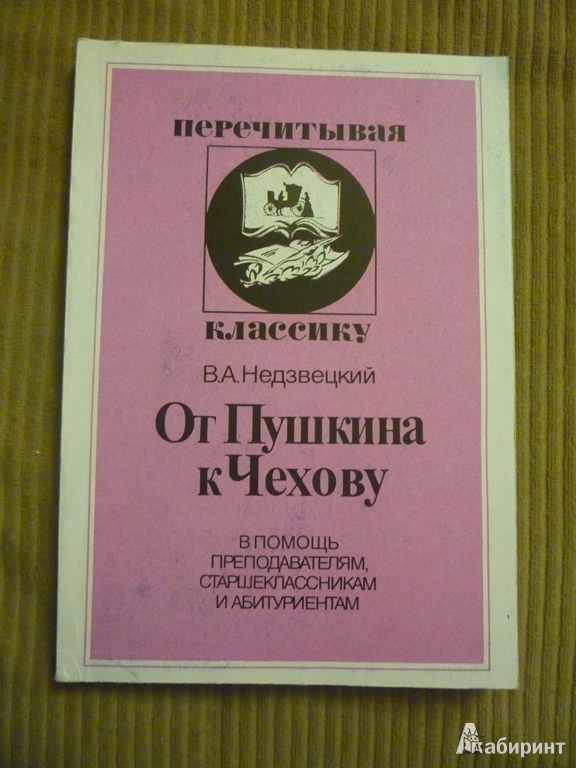 перечитывая
классику
В.А.Недзвецкий
От Пушкина
к Чехову
В ПОМОЩЬ
ПРЕПОДАВАТЕЛЯМ,
СТАРШЕКЛАССНИКАМ
И АБИТУРИЕНТАМ
Лабиринт